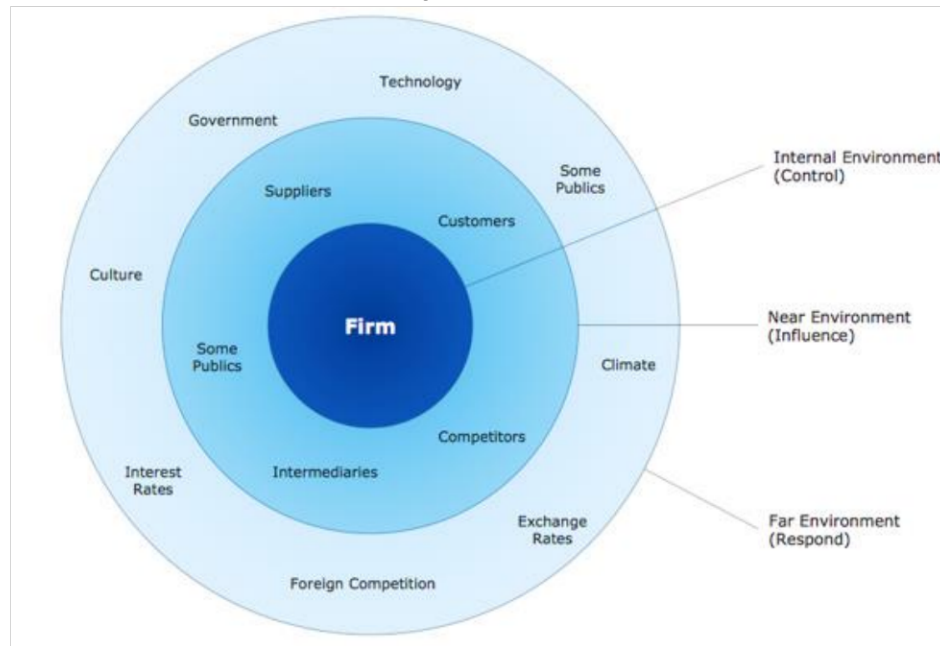 Technology
Government
Some
Publics
Internal Environment
(Control)
Suppliers
Customers
Culture
Firm
Near Environment
(Influence)
Some
Publics
Climate
Competitors
Intermediaries
Interest
Rates
Exchange
Rates
Far Environment
(Respond)
Foreign Competition